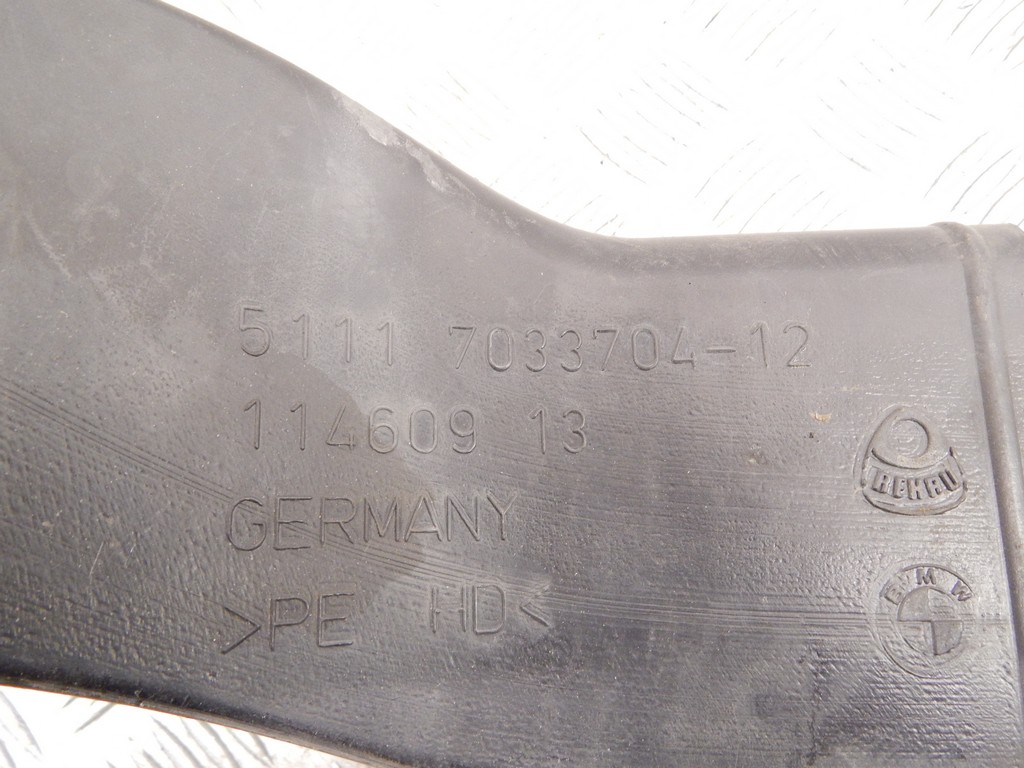 5111 7033704-12
114609 13
GERMANY
>PE HD<
REHAU
BMW